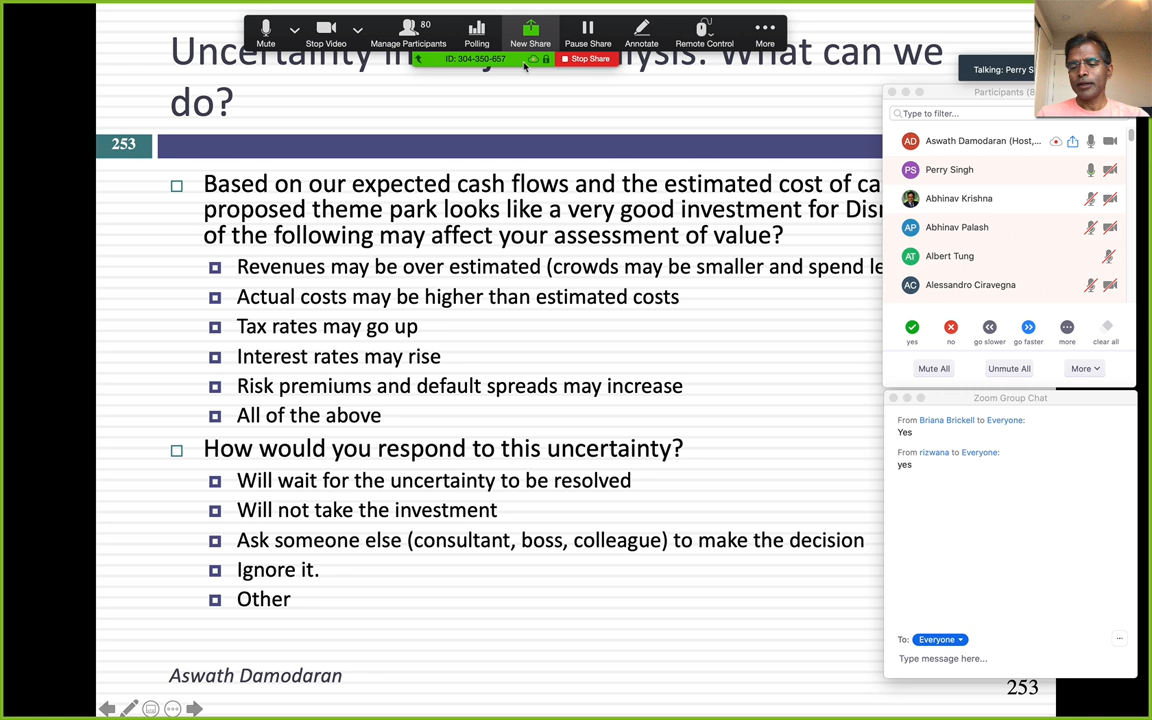 Mute
Stop Video
Manage Participants
80
Polling
New Share
Pause Share
Annotate
Remote Control
More
ID: 304-350-657
Stop Share
Talking: Perry S
What can we
do?
253
Based on our expected cash flows and the estimated cost of ca
proposed theme park looks like a very good investment for Dis
of the following may affect your assessment of value?
Revenues may be over estimated (crowds may be smaller and spend le
Actual costs may be higher than estimated costs
Tax rates may go up
Interest rates may rise
Risk premiums and default spreads may increase
All of the above
How would you respond to this uncertainty?
Will wait for the uncertainty to be resolved
Will not take the investment
Ask someone else (consultant, boss, colleague) to make the decision
Ignore it.
Other
Aswath Damodaran
253
Participants (8
Type to filter...
AD Aswath Damodaran (Host,...
PS Perry Singh
Abhinav Krishna
AP Abhinav Palash
AT Albert Tung
AC Alessandro Ciravegna
yes
no
go slower
go faster
more
clear all
Mute All
Unmute All
More
Zoom Group Chat
From Briana Brickell to Everyone:
Yes
From rizwana to Everyone:
yes
To: Everyone
Type message here...